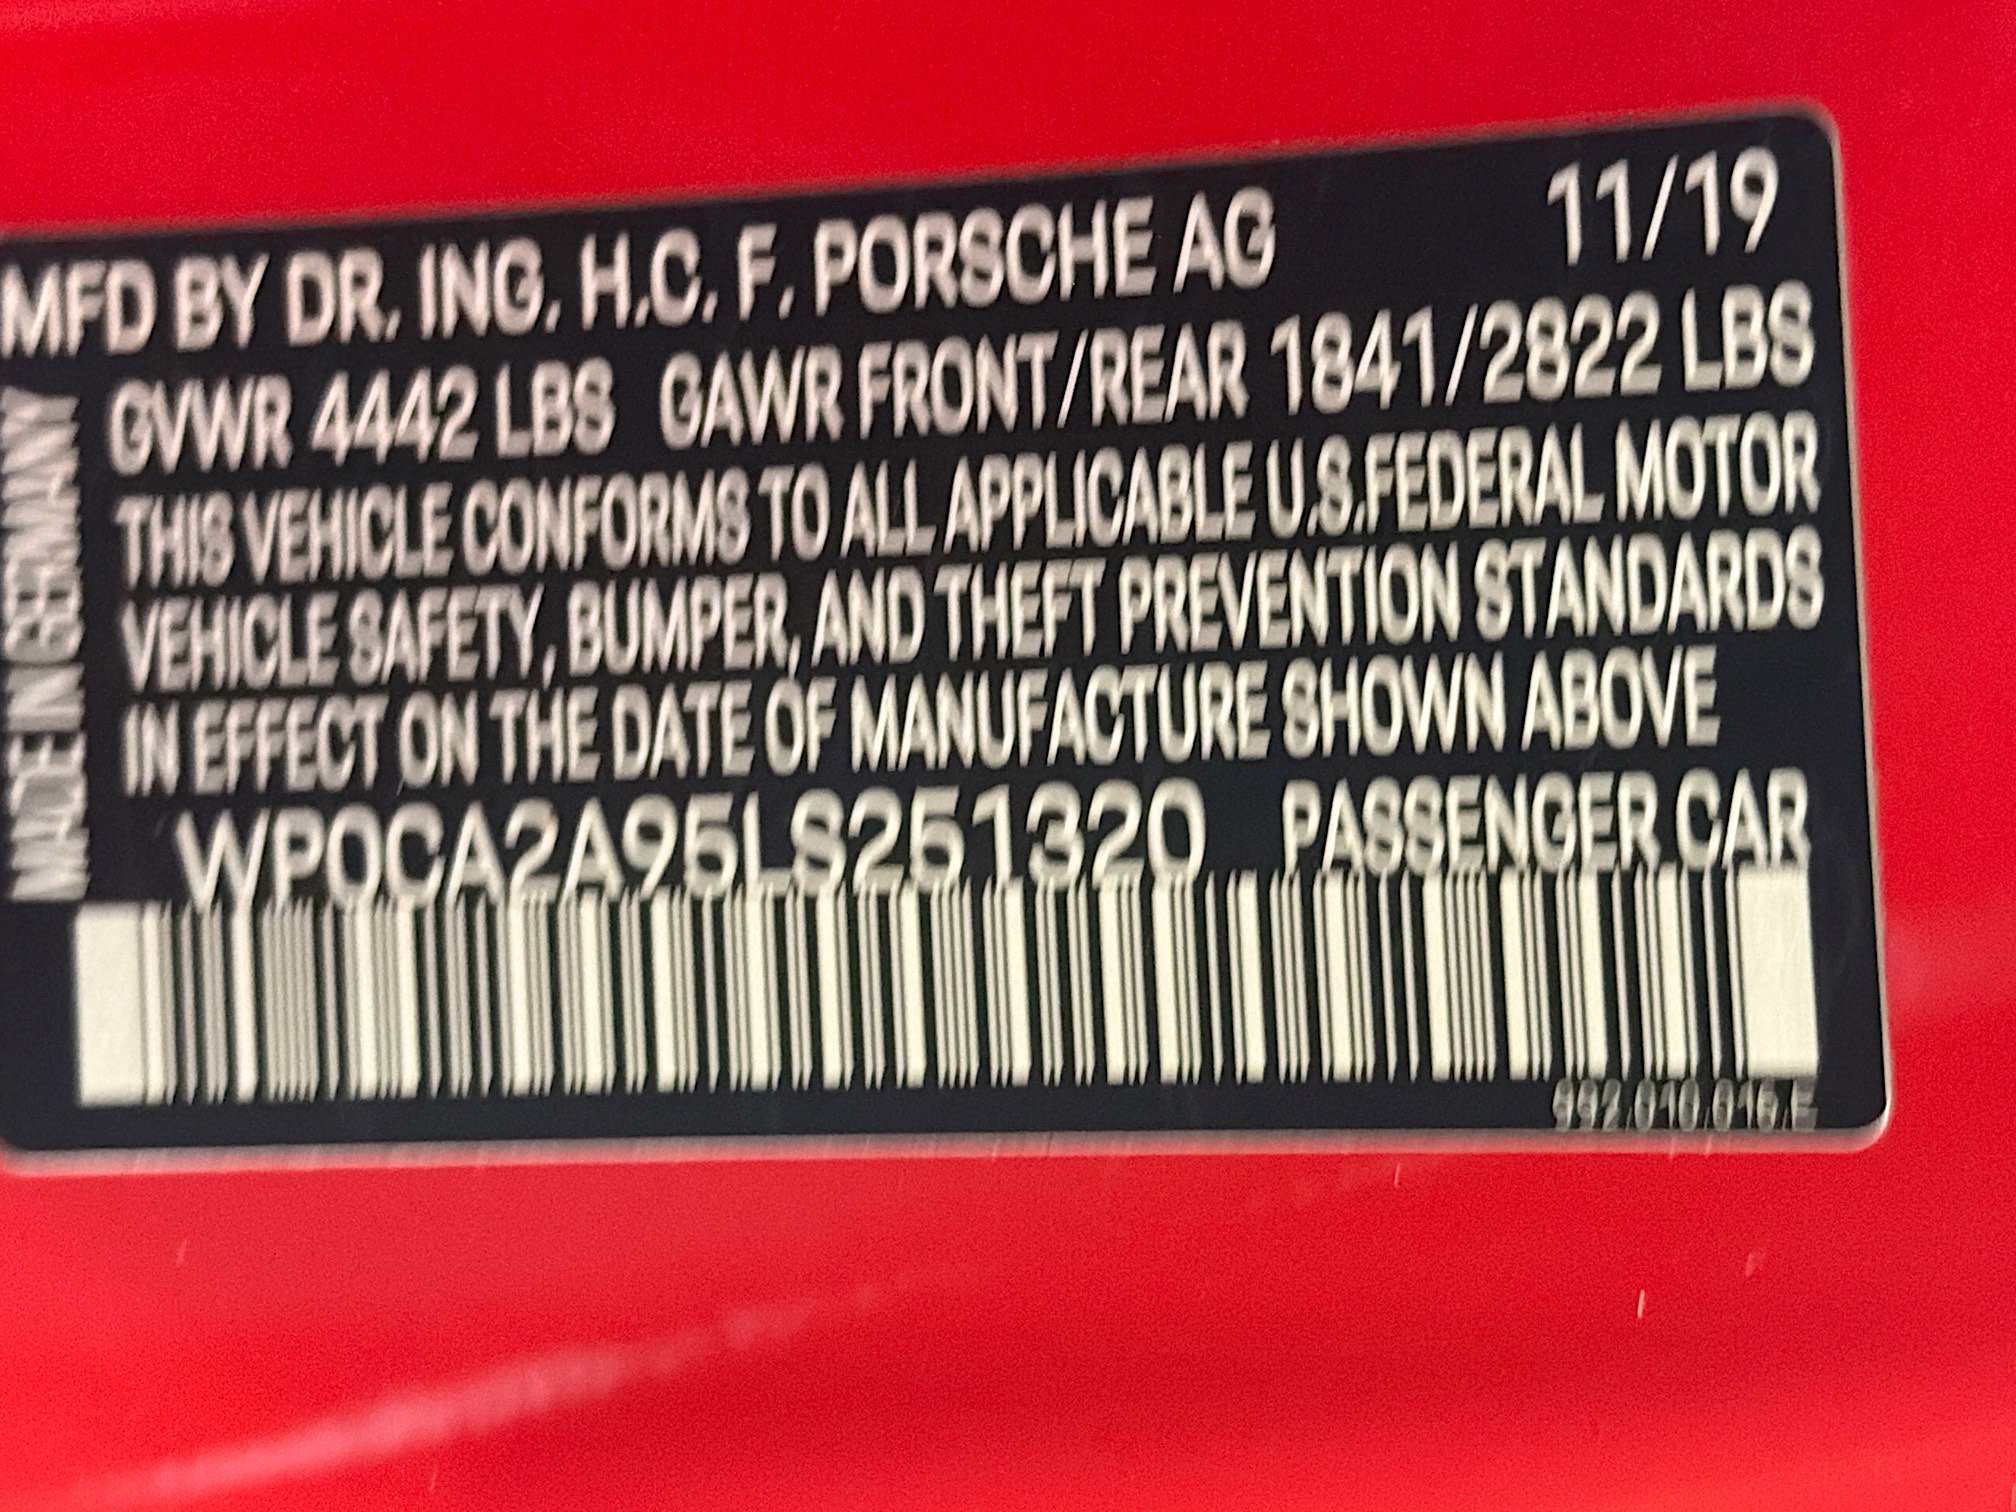 MFD BY DR. ING. H.C. F. PORSCHE AG 11/19
GVWR 4442 LBS GAWR FRONT/REAR 1841/2822 LBS
THIS VEHICLE CONFORMS TO ALL APPLICABLE U.S.FEDERAL MOTOR
VEHICLE SAFETY, BUMPER, AND THEFT PREVENTION STANDARDS
IN EFFECT ON THE DATE OF MANUFACTURE SHOWN ABOVE
WP0CA2A95LS251320 PASSENGER CAR
MADE IN GERMANY